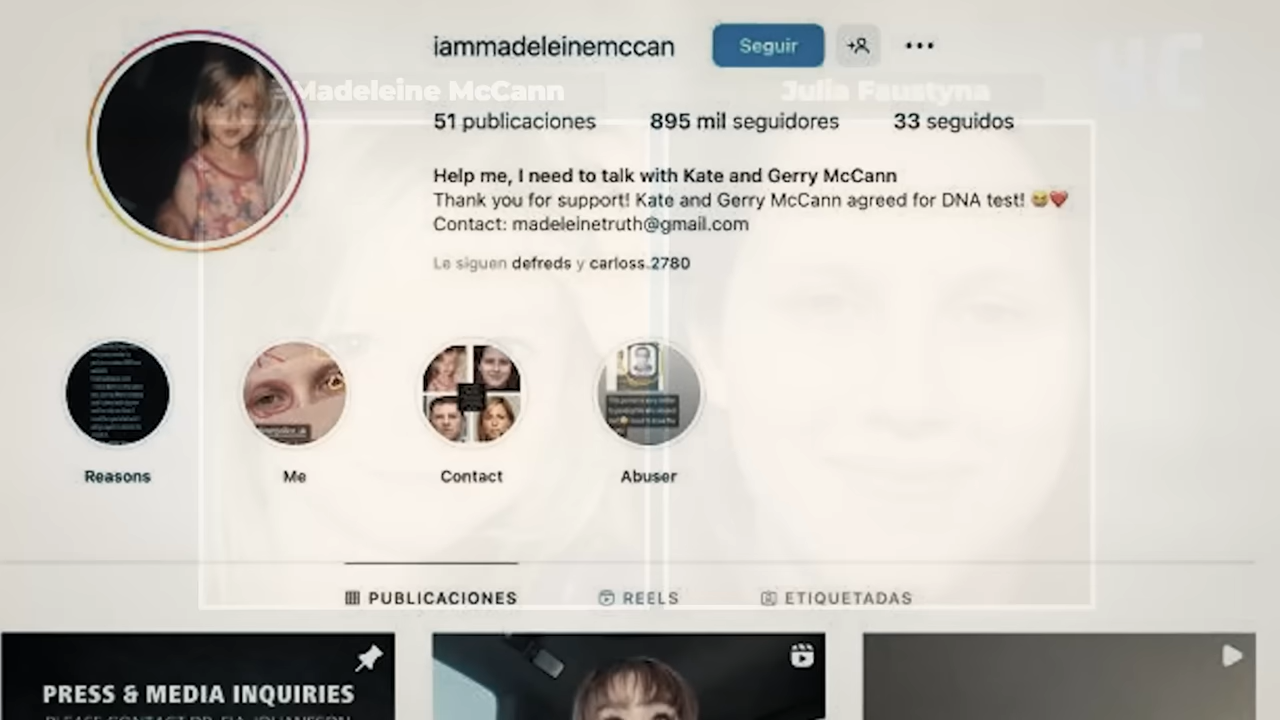 iammadeleinemccan
Seguir
Madeleine McCann
Julia Faustyna
HC
51 publicaciones
895 mil seguidores
33 seguidos
Help me, I need to talk with Kate and Gerry McCann
Thank you for support! Kate and Gerry McCann agreed for DNA test! 😅❤️
Contact: madeleinetruth@gmail.com
Le siguen defreds y carloss.2780
Reasons
Me
Contact
Abuser
PUBLICACIONES
REELS
ETIQUETADAS
PRESS & MEDIA INQUIRIES